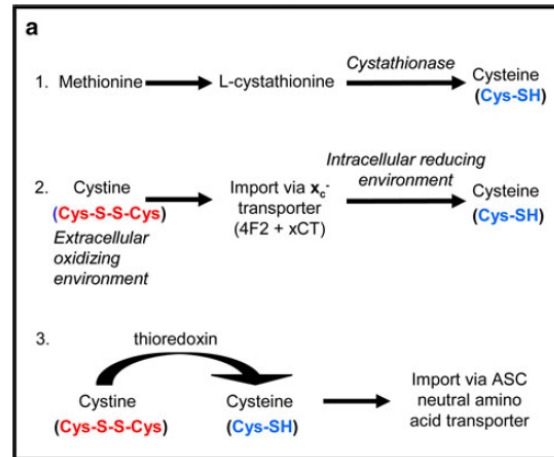 a
Cystathionase
1. Methionine L-cystathionine Cysteine
(Cys-SH)
Intracellular reducing
environment
2. Cystine Import via xc- Cysteine
(Cys-S-S-Cys) transporter (Cys-SH)
Extracellular (4F2 + xCT)
oxidizing
environment
3. thioredoxin
Cystine Cysteine Import via ASC
(Cys-S-S-Cys) (Cys-SH) neutral amino
acid transporter